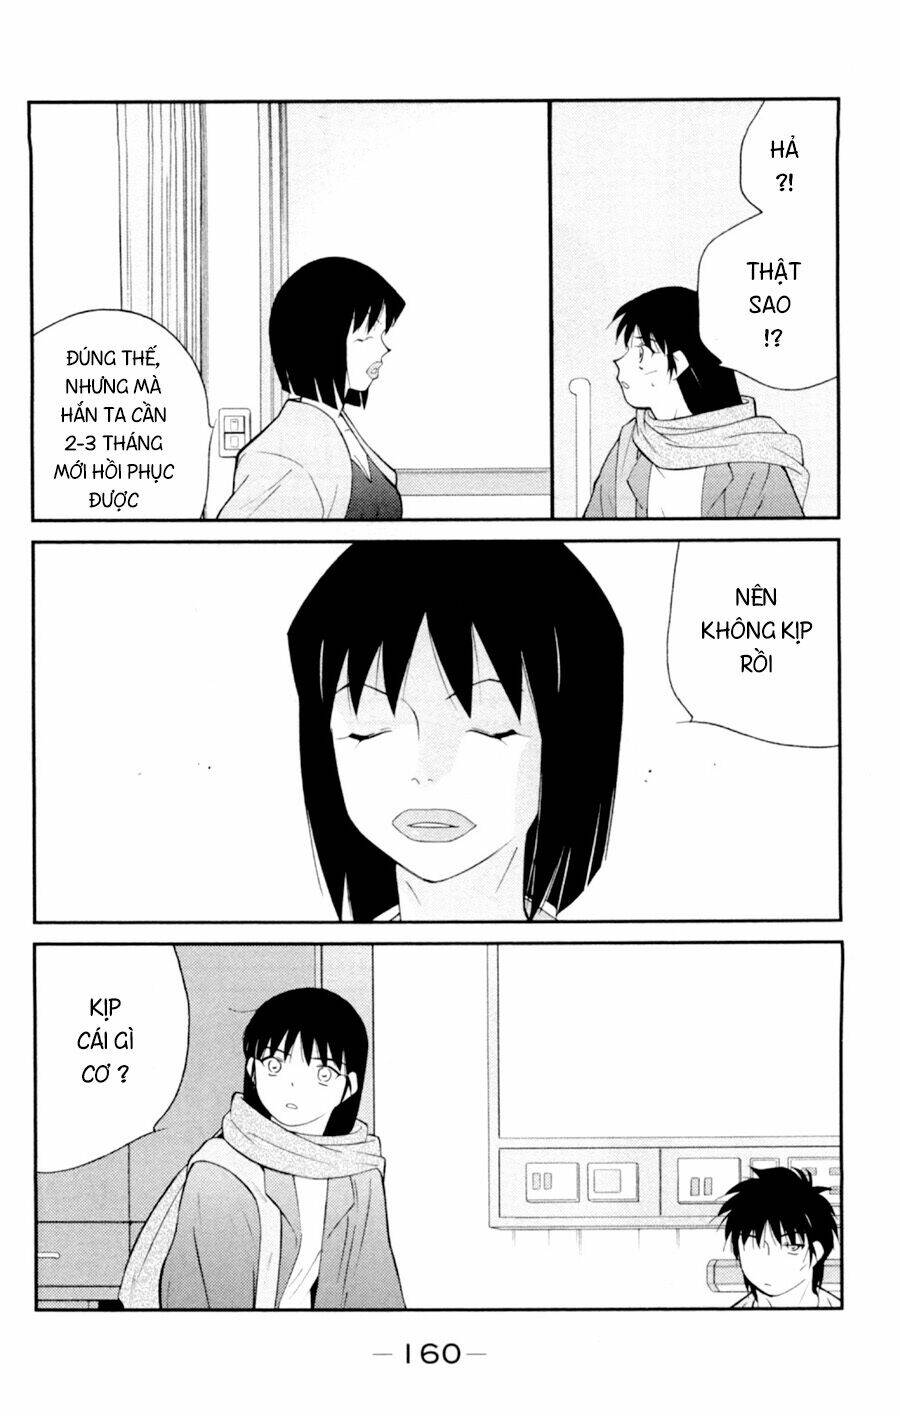 HẢ
?!
THẬT
SAO
!?
ĐÚNG THẾ,
NHƯNG MÀ
HẮN TA CẦN
2-3 THÁNG
MỚI HỒI PHỤC
ĐƯỢC
NÊN
KHÔNG KỊP
RỒI
KỊP
CÁI GÌ
CƠ ?
—160—